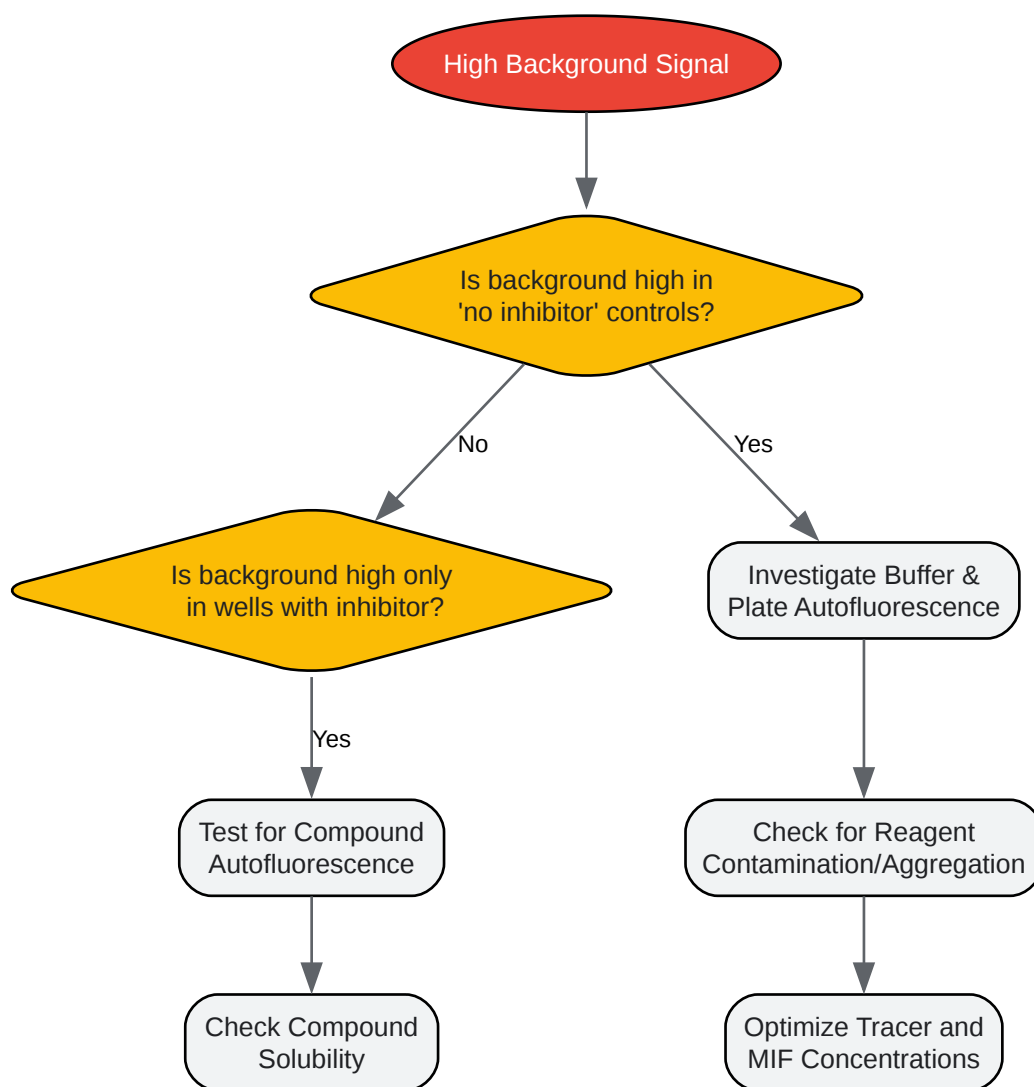 High Background Signal
Is background high in
'no inhibitor' controls?
No
Yes
Is background high only
in wells with inhibitor?
Investigate Buffer &
Plate Autofluorescence
Yes
Test for Compound
Autofluorescence
Check for Reagent
Contamination/Aggregation
Check Compound
Solubility
Optimize Tracer and
MIF Concentrations